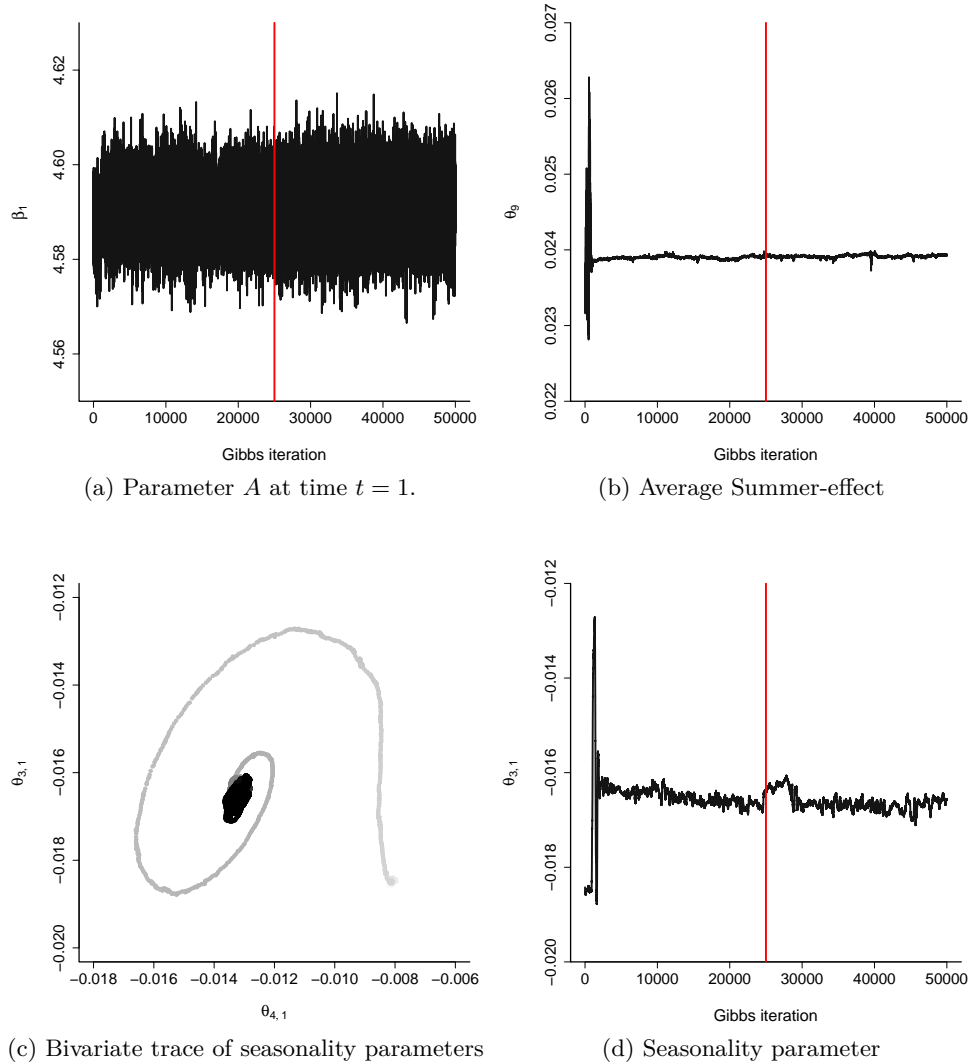 4.56 4.58 4.60 4.62
β1
0 10000 20000 30000 40000 50000
Gibbs iteration
(a) Parameter A at time t = 1.
0.022 0.023 0.024 0.025 0.026 0.027
θ9
0 10000 20000 30000 40000 50000
Gibbs iteration
(b) Average Summer-effect
−0.020 −0.018 −0.016 −0.014 −0.012
θ3, 1
−0.018 −0.016 −0.014 −0.012 −0.010 −0.008 −0.006
θ4, 1
(c) Bivariate trace of seasonality parameters
−0.020 −0.018 −0.016 −0.014 −0.012
θ3, 1
0 10000 20000 30000 40000 50000
Gibbs iteration
(d) Seasonality parameter